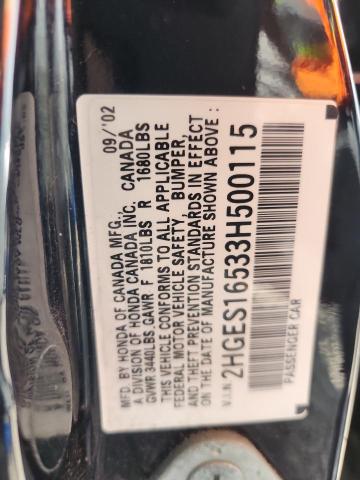 MFG. BY HONDA OF CANADA MFG., 09/'02
A DIVISION OF HONDA CANADA INC. CANADA
GVWR 3440LBS GAWR F 1810LBS R 1680LBS
THIS VEHICLE CONFORMS TO ALL APPLICABLE
FEDERAL MOTOR VEHICLE SAFETY, BUMPER,
AND THEFT PREVENTION STANDARDS IN EFFECT
ON THE DATE OF MANUFACTURE SHOWN ABOVE:
V.I.N. 2HGES16533H500115
PASSENGER CAR